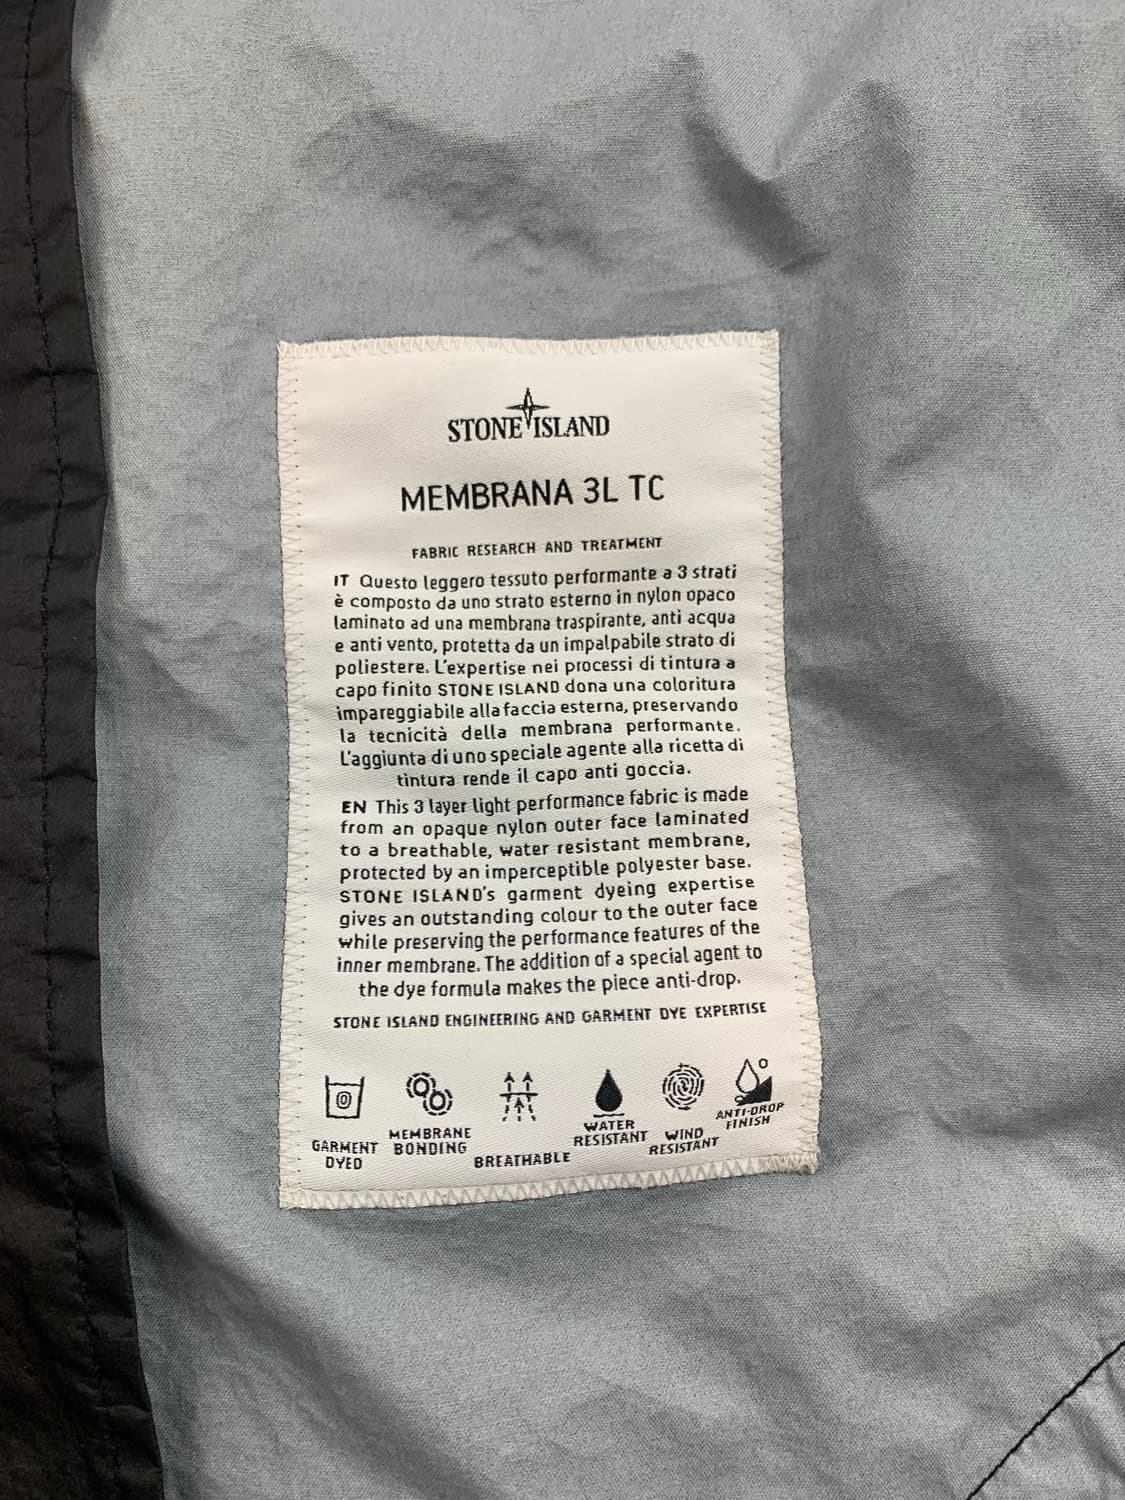 STONE ISLAND
MEMBRANA 3L TC
FABRIC RESEARCH AND TREATMENT
IT Questo leggero tessuto performante a 3 strati
è composto da uno strato esterno in nylon opaco
laminato ad una membrana traspirante, anti acqua
e anti vento, protetta da un impalpabile strato di
poliestere. L'expertise nei processi di tintura a
capo finito STONE ISLAND dona una coloritura
impareggiabile alla faccia esterna, preservando
la tecnicità della membrana performante.
L'aggiunta di uno speciale agente alla ricetta di
tintura rende il capo anti goccia.
EN This 3 layer light performance fabric is made
from an opaque nylon outer face laminated
to a breathable, water resistant membrane,
protected by an imperceptible polyester base.
STONE ISLAND's garment dyeing expertise
gives an outstanding colour to the outer face
while preserving the performance features of the
inner membrane. The addition of a special agent to
the dye formula makes the piece anti-drop.
STONE ISLAND ENGINEERING AND GARMENT DYE EXPERTISE
GARMENT
DYED
MEMBRANE
BONDING
BREATHABLE
WATER
RESISTANT
WIND
RESISTANT
ANTI-DROP
FINISH